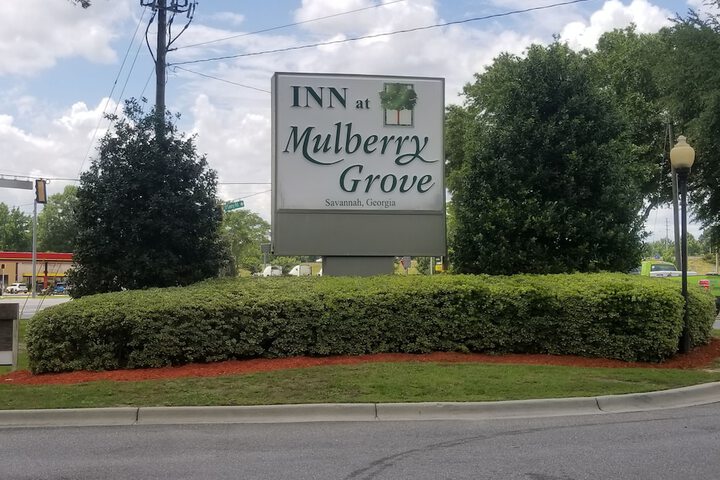 INN at
Mulberry
Grove
Savannah, Georgia